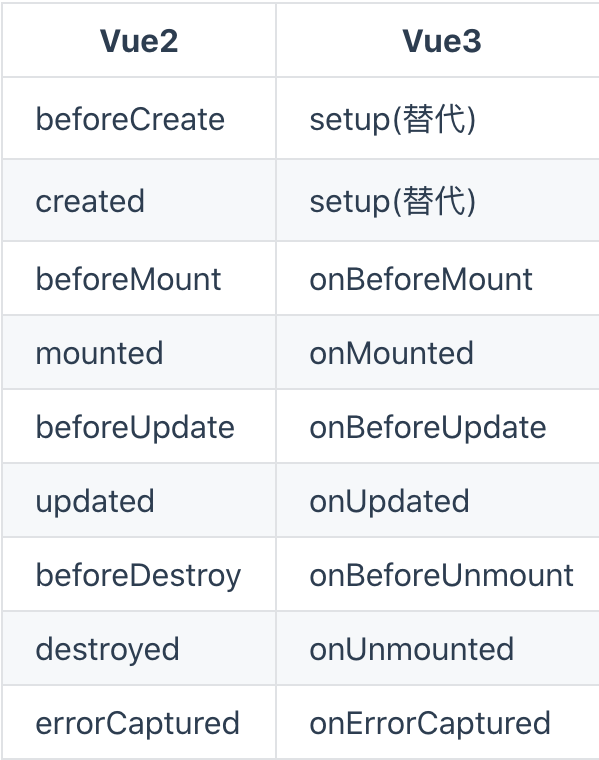 Vue2 Vue3
beforeCreate setup(替代)
created setup(替代)
beforeMount onBeforeMount
mounted onMounted
beforeUpdate onBeforeUpdate
updated onUpdated
beforeDestroy onBeforeUnmount
destroyed onUnmounted
errorCaptured onErrorCaptured